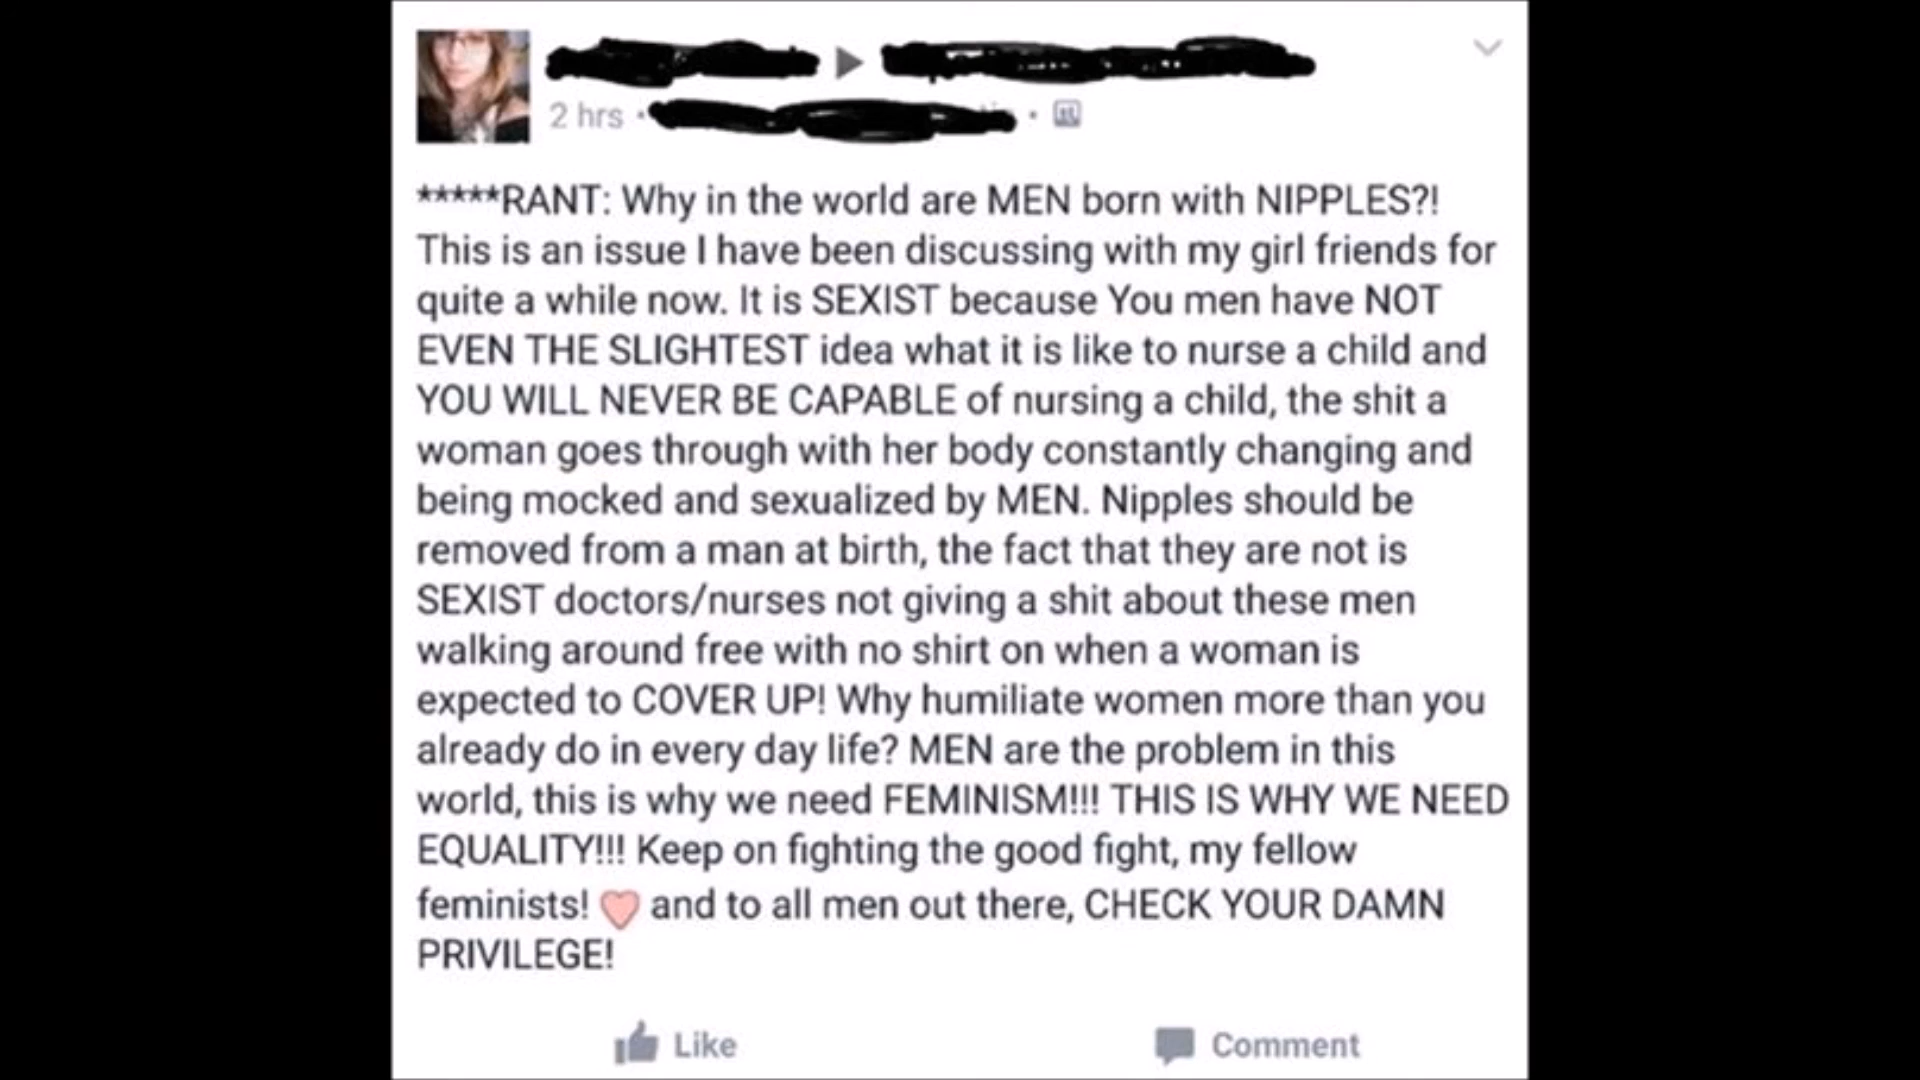 2 hrs ·
*****RANT: Why in the world are MEN born with NIPPLES?!
This is an issue I have been discussing with my girl friends for
quite a while now. It is SEXIST because You men have NOT
EVEN THE SLIGHTEST idea what it is like to nurse a child and
YOU WILL NEVER BE CAPABLE of nursing a child, the shit a
woman goes through with her body constantly changing and
being mocked and sexualized by MEN. Nipples should be
removed from a man at birth, the fact that they are not is
SEXIST doctors/nurses not giving a shit about these men
walking around free with no shirt on when a woman is
expected to COVER UP! Why humiliate women more than you
already do in every day life? MEN are the problem in this
world, this is why we need FEMINISM!!! THIS IS WHY WE NEED
EQUALITY!!! Keep on fighting the good fight, my fellow
feminists! and to all men out there, CHECK YOUR DAMN
PRIVILEGE!
Like Comment